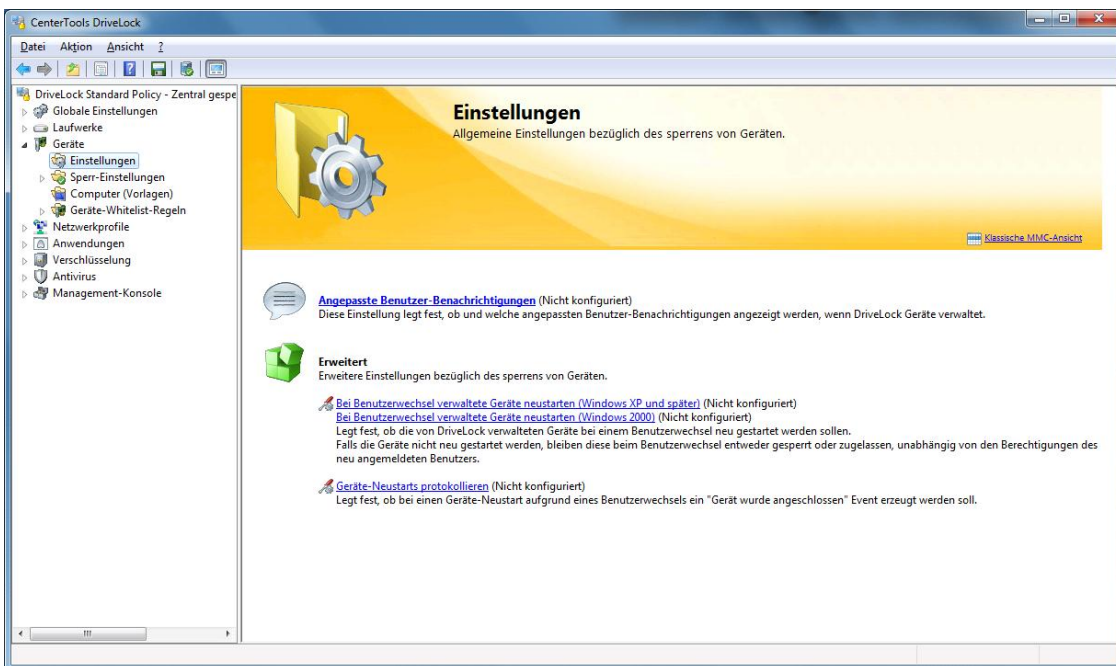 CenterTools DriveLock
Datei Aktion Ansicht ?
DriveLock Standard Policy - Zentral gespe
Globale Einstellungen
Laufwerke
Geräte
Einstellungen
Sperr-Einstellungen
Computer (Vorlagen)
Geräte-Whitelist-Regeln
Netzwerkprofile
Anwendungen
Verschlüsselung
Antivirus
Management-Konsole
Einstellungen
Allgemeine Einstellungen bezüglich des sperrens von Geräten.
Klassische MMC-Ansicht
Angepasste Benutzer-Benachrichtigungen (Nicht konfiguriert)
Diese Einstellung legt fest, ob und welche angepassten Benutzer-Benachrichtigungen angezeigt werden, wenn DriveLock Geräte verwaltet.
Erweitert
Erweitere Einstellungen bezüglich des sperrens von Geräten.
Bei Benutzerwechsel verwaltete Geräte neustarten (Windows XP und später) (Nicht konfiguriert)
Bei Benutzerwechsel verwaltete Geräte neustarten (Windows 2000) (Nicht konfiguriert)
Legt fest, ob die von DriveLock verwalteten Geräte bei einem Benutzerwechsel neu gestartet werden sollen.
Falls die Geräte nicht neu gestartet werden, bleiben diese beim Benutzerwechsel entweder gesperrt oder zugelassen, unabhängig von den Berechtigungen des
neu angemeldeten Benutzers.
Geräte-Neustarts protokollieren (Nicht konfiguriert)
Legt fest, ob bei einen Geräte-Neustart aufgrund eines Benutzerwechsels ein "Gerät wurde angeschlossen" Event erzeugt werden soll.